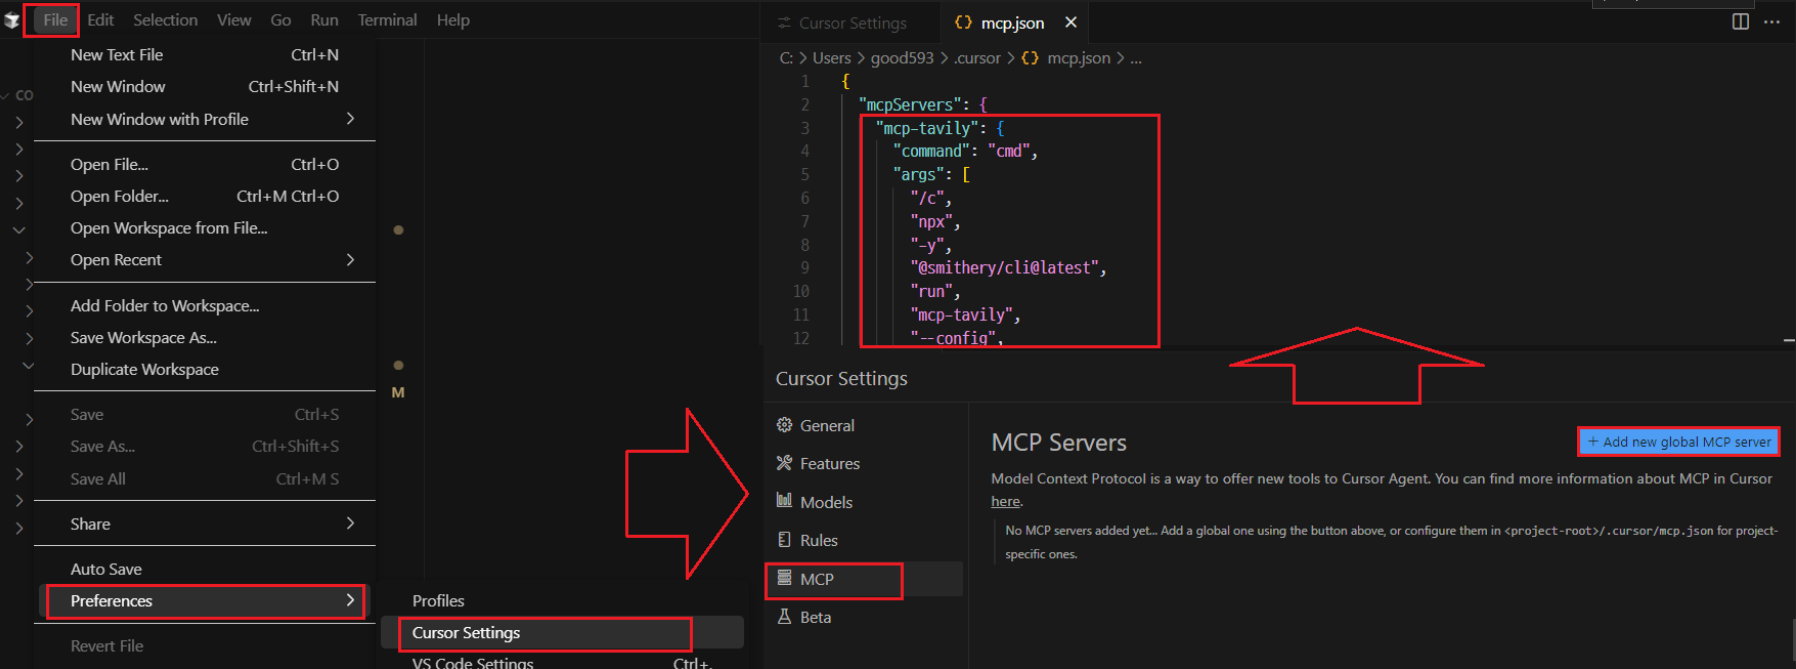 File Edit Selection View Go Run Terminal Help
New Text File Ctrl+N
New Window Ctrl+Shift+N
New Window with Profile
Open File... Ctrl+O
Open Folder... Ctrl+M Ctrl+O
Open Workspace from File...
Open Recent
Add Folder to Workspace...
Save Workspace As...
Duplicate Workspace
Save Ctrl+S
Save As... Ctrl+Shift+S
Save All Ctrl+M S
Share
Auto Save
Preferences
Revert File
CO
M
Profiles
Cursor Settings
VS Code Settings Ctrl+,
Cursor Settings
{} mcp.json ×
C: > Users > good593 > .cursor > {} mcp.json > ...
1 {
2 "mcpServers": {
3 "mcp-tavily": {
4 "command": "cmd",
5 "args": [
6 "/c",
7 "npx",
8 "-y",
9 "@smithery/cli@latest",
10 "run",
11 "mcp-tavily",
12 "--config",
Cursor Settings
General
Features
Models
Rules
MCP
Beta
MCP Servers
+ Add new global MCP server
Model Context Protocol is a way to offer new tools to Cursor Agent. You can find more information about MCP in Cursor
here.
No MCP servers added yet... Add a global one using the button above, or configure them in <project-root>/.cursor/mcp.json for project-
specific ones.